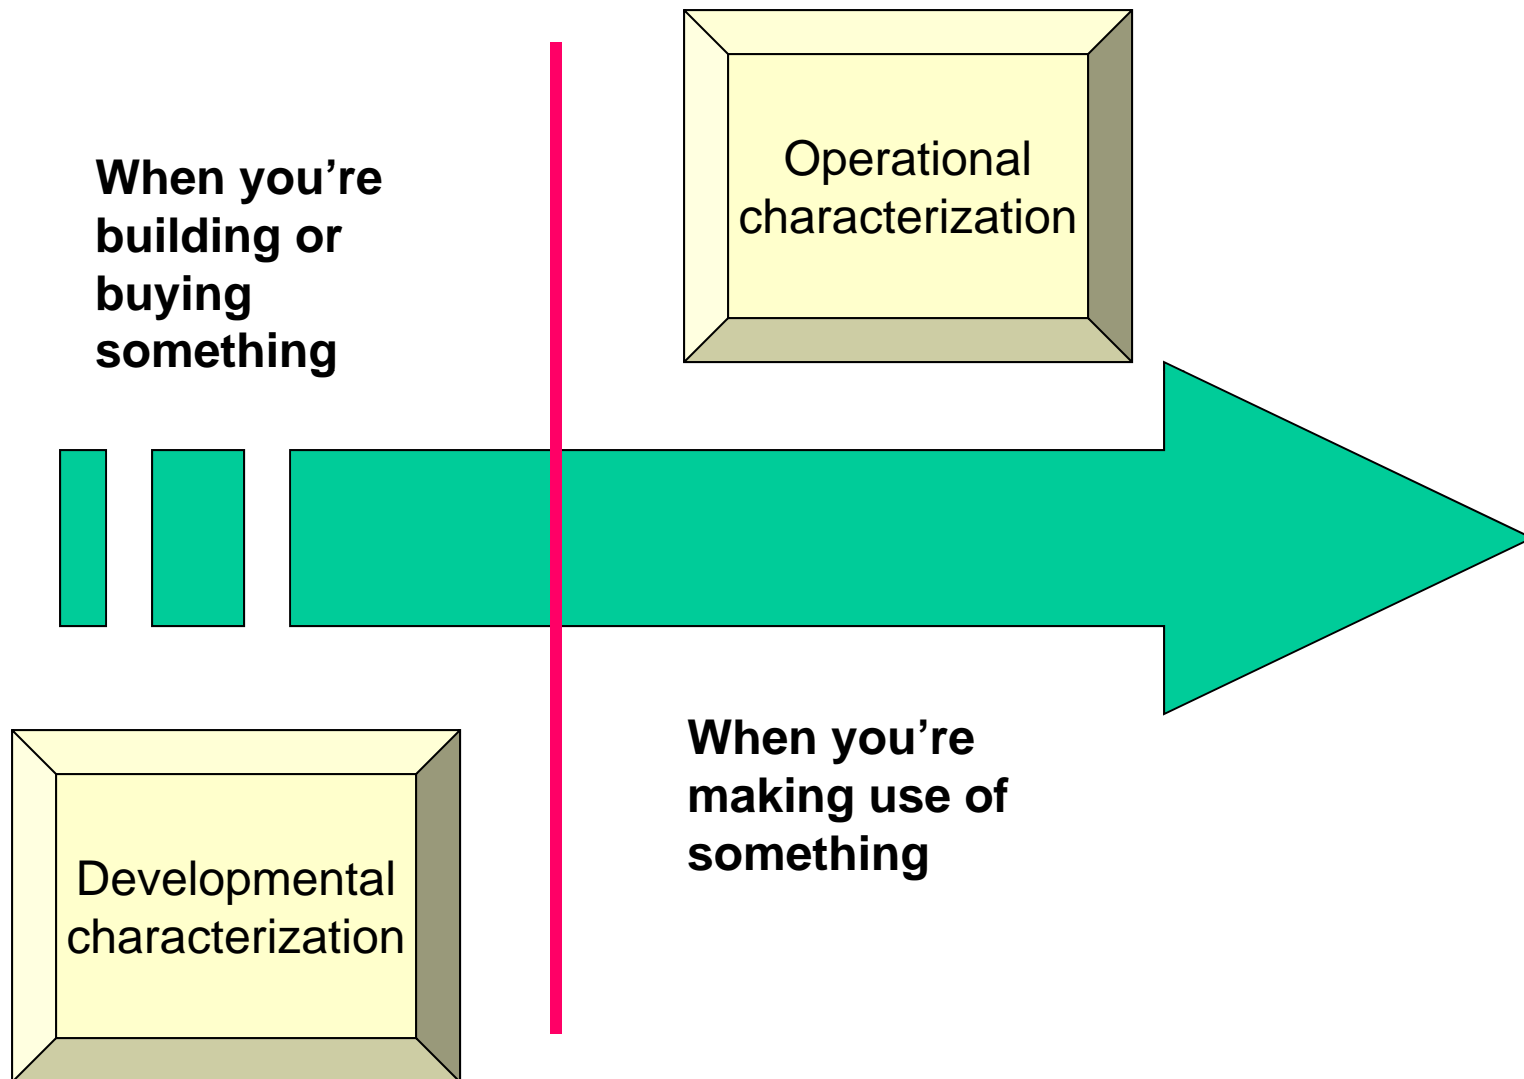 When you’re
building or
buying
something
Operational
characterization
Developmental
characterization
When you’re
making use of
something